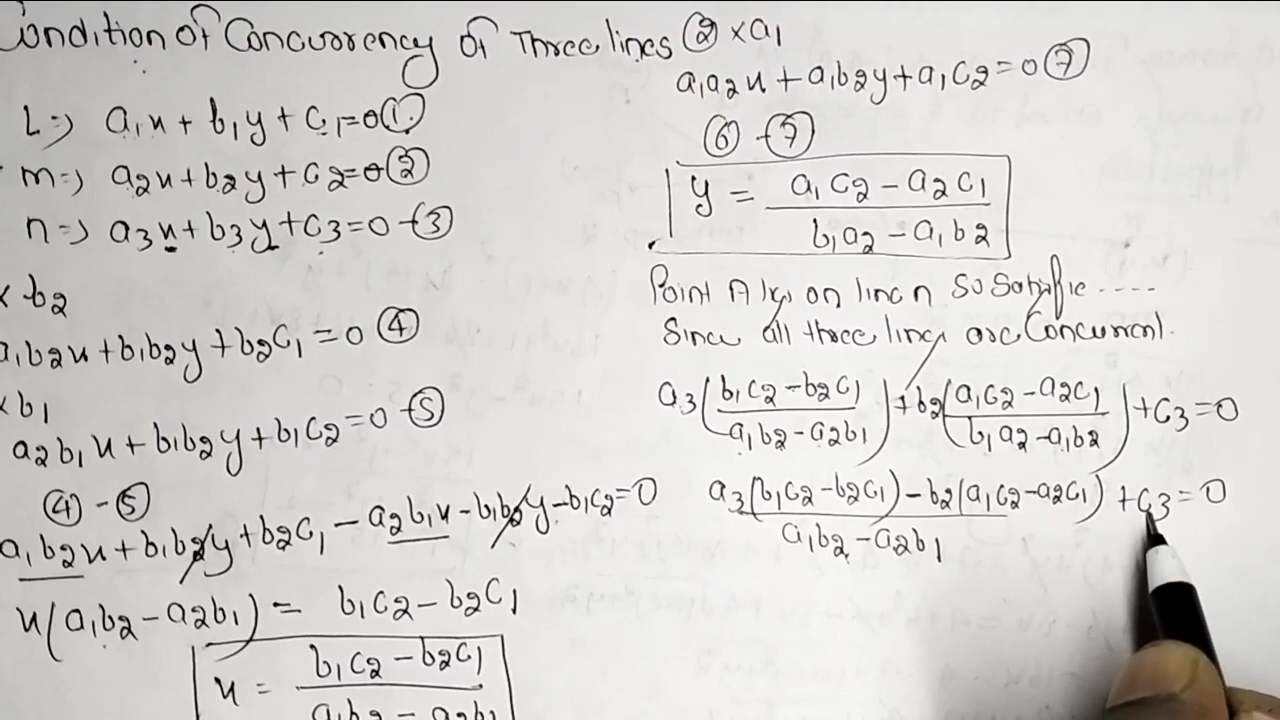 Condition Of Concurrency Of Three lines
L=> a1x + b1y + c1=0 ①
m=> a2x + b2y + c2=0 ②
n=> a3x + b3y + c3=0 -③
x b2
a1b2x + b1b2y + b2c1 = 0 ④
x b1
a2b1x + b1b2y + b1c2 = 0 -⑤
④ - ⑤
a1b2x + b1b2y + b2c1 - a2b1x - b1b2y - b1c2 = 0
x(a1b2 - a2b1) = b1c2 - b2c1
x = b1c2 - b2c1
a1b2 - a2b1
② x a1
a1a2x + a1b2y + a1c2 = 0 ⑦
⑥ - ⑦
y = a1c2 - a2c1
b1a2 - a1b2
Point A lys on line n So Satisfie ....
Since all three lines are Concurrent.
a3(b1c2 - b2c1 / a1b2 - a2b1) + b2(a1c2 - a2c1 / b1a2 - a1b2) + c3 = 0
a3(b1c2 - b2c1) - b2(a1c2 - a2c1) + c3 = 0
a1b2 - a2b1